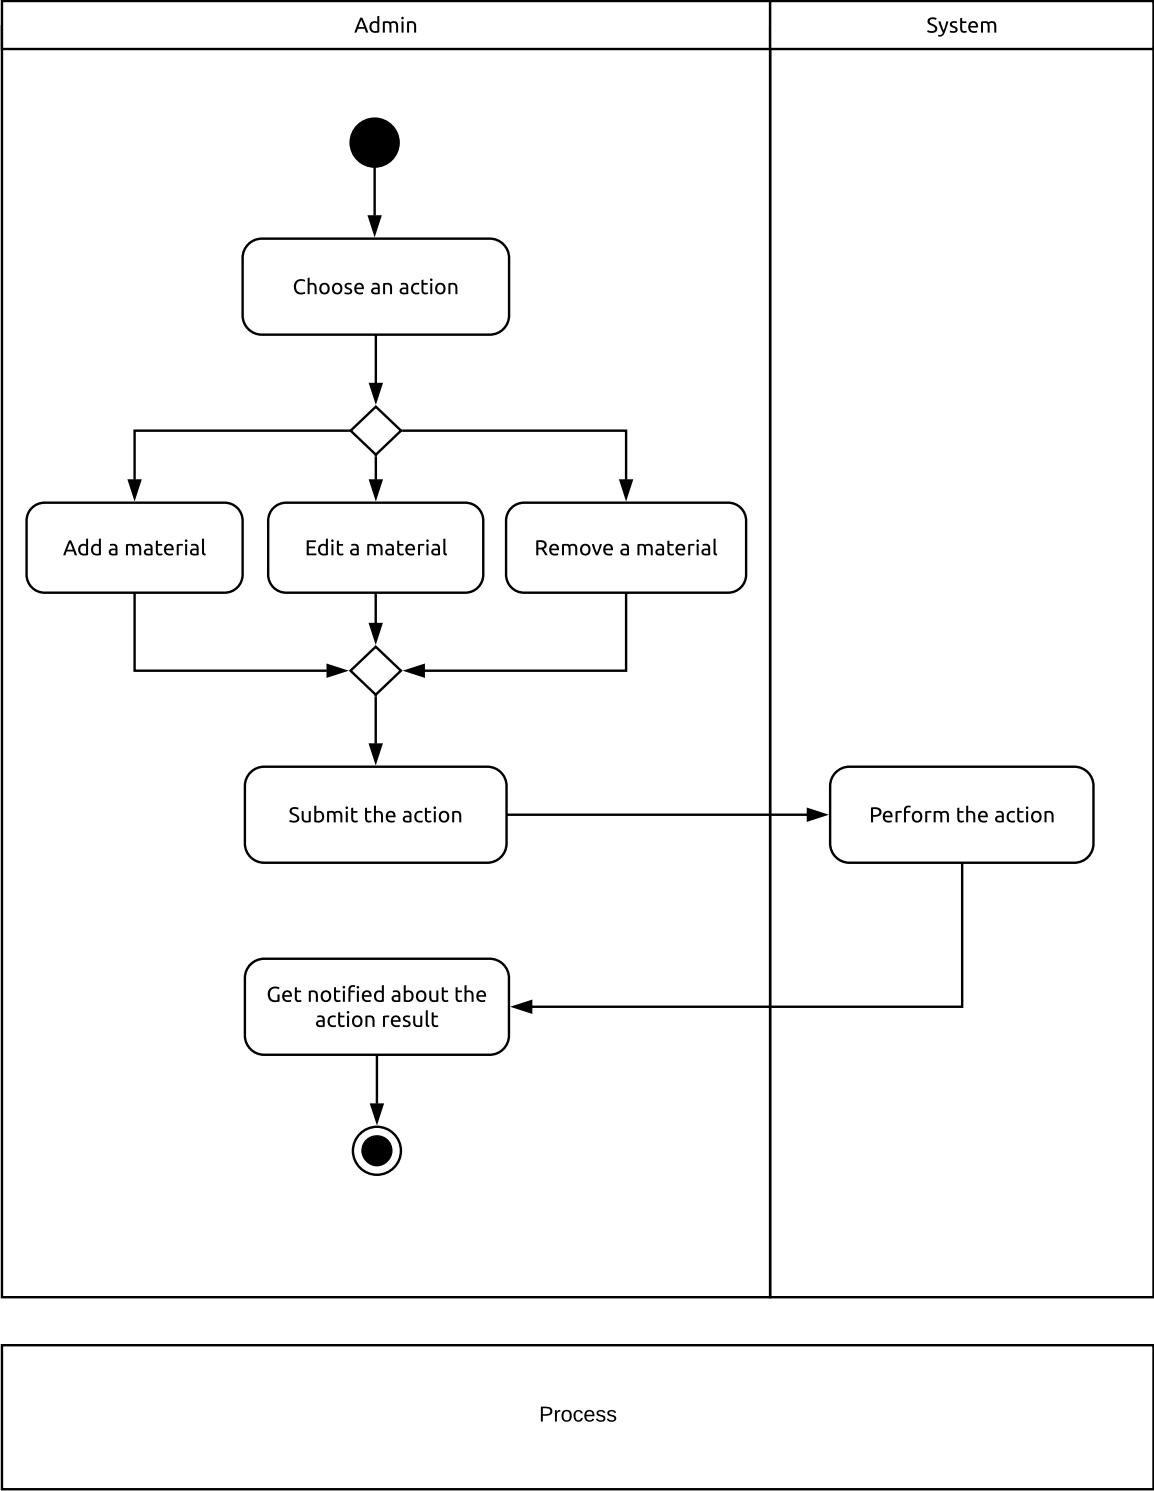 Admin
System
Choose an action
Add a material
Edit a material
Remove a material
Submit the action
Perform the action
Get notified about the
action result
Process